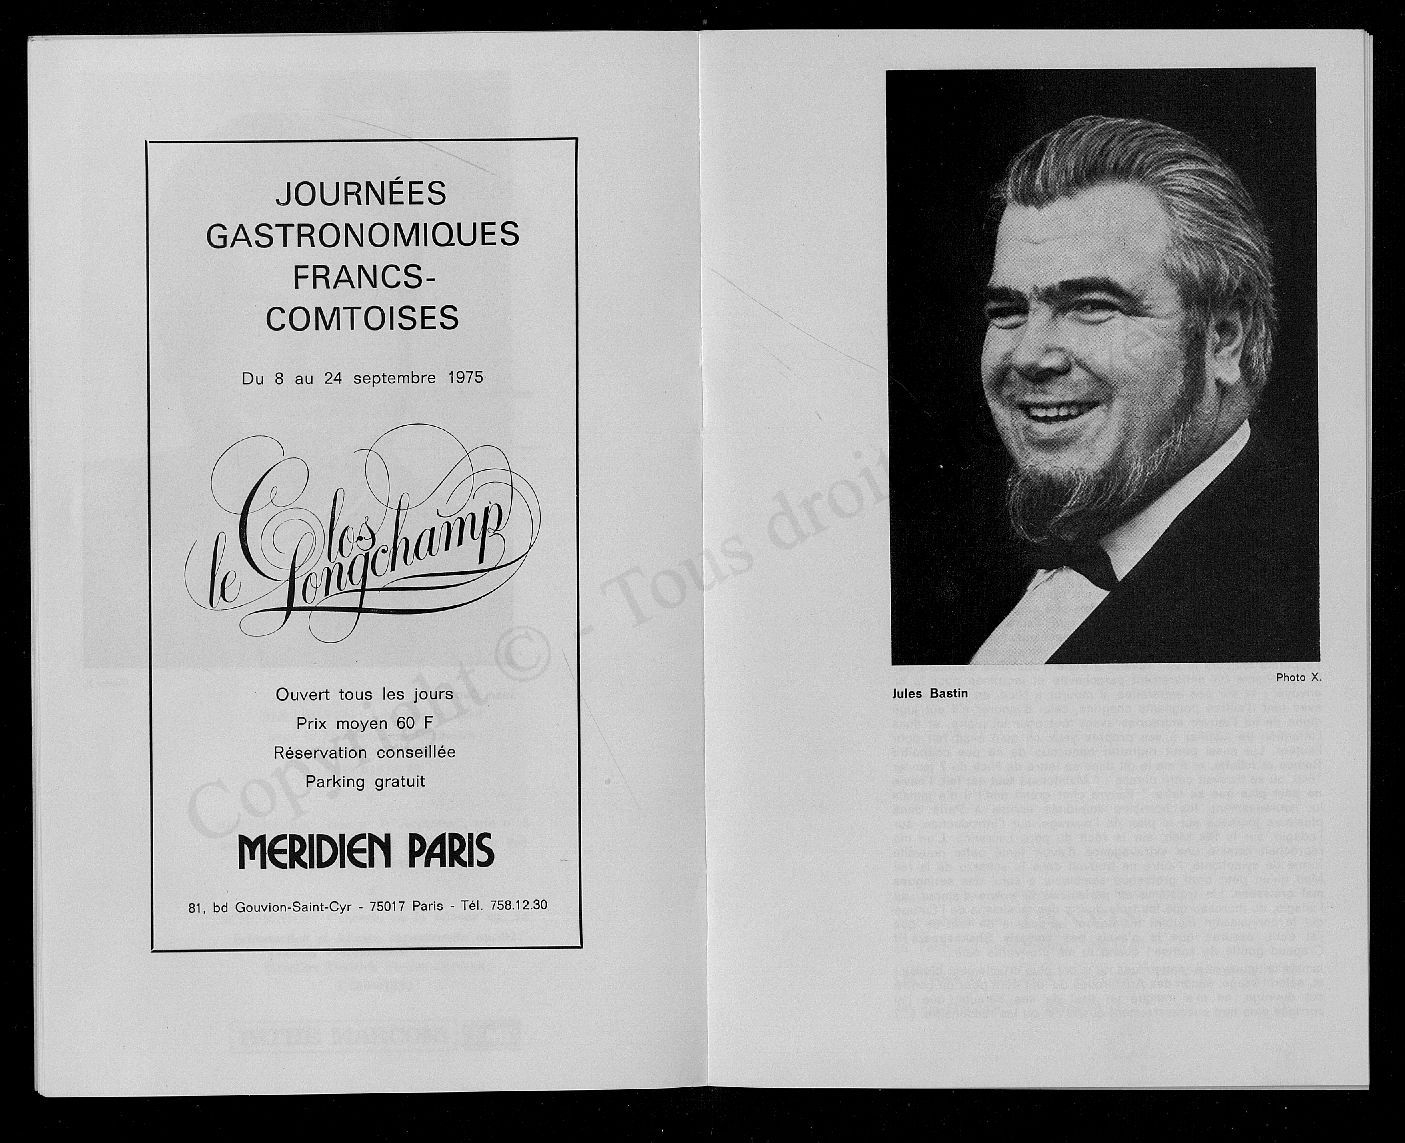 JOURNÉES
GASTRONOMIQUES
FRANCS-
COMTOISES
Du 8 au 24 septembre 1975
le Clos
Longchamp
Ouvert tous les jours
Prix moyen 60 F
Réservation conseillée
Parking gratuit
MERIDIEN PARIS
81, bd Gouvion-Saint-Cyr - 75017 Paris - Tél. 758.12.30
Photo X.
Jules Bastin
Copyright © - Tous droits